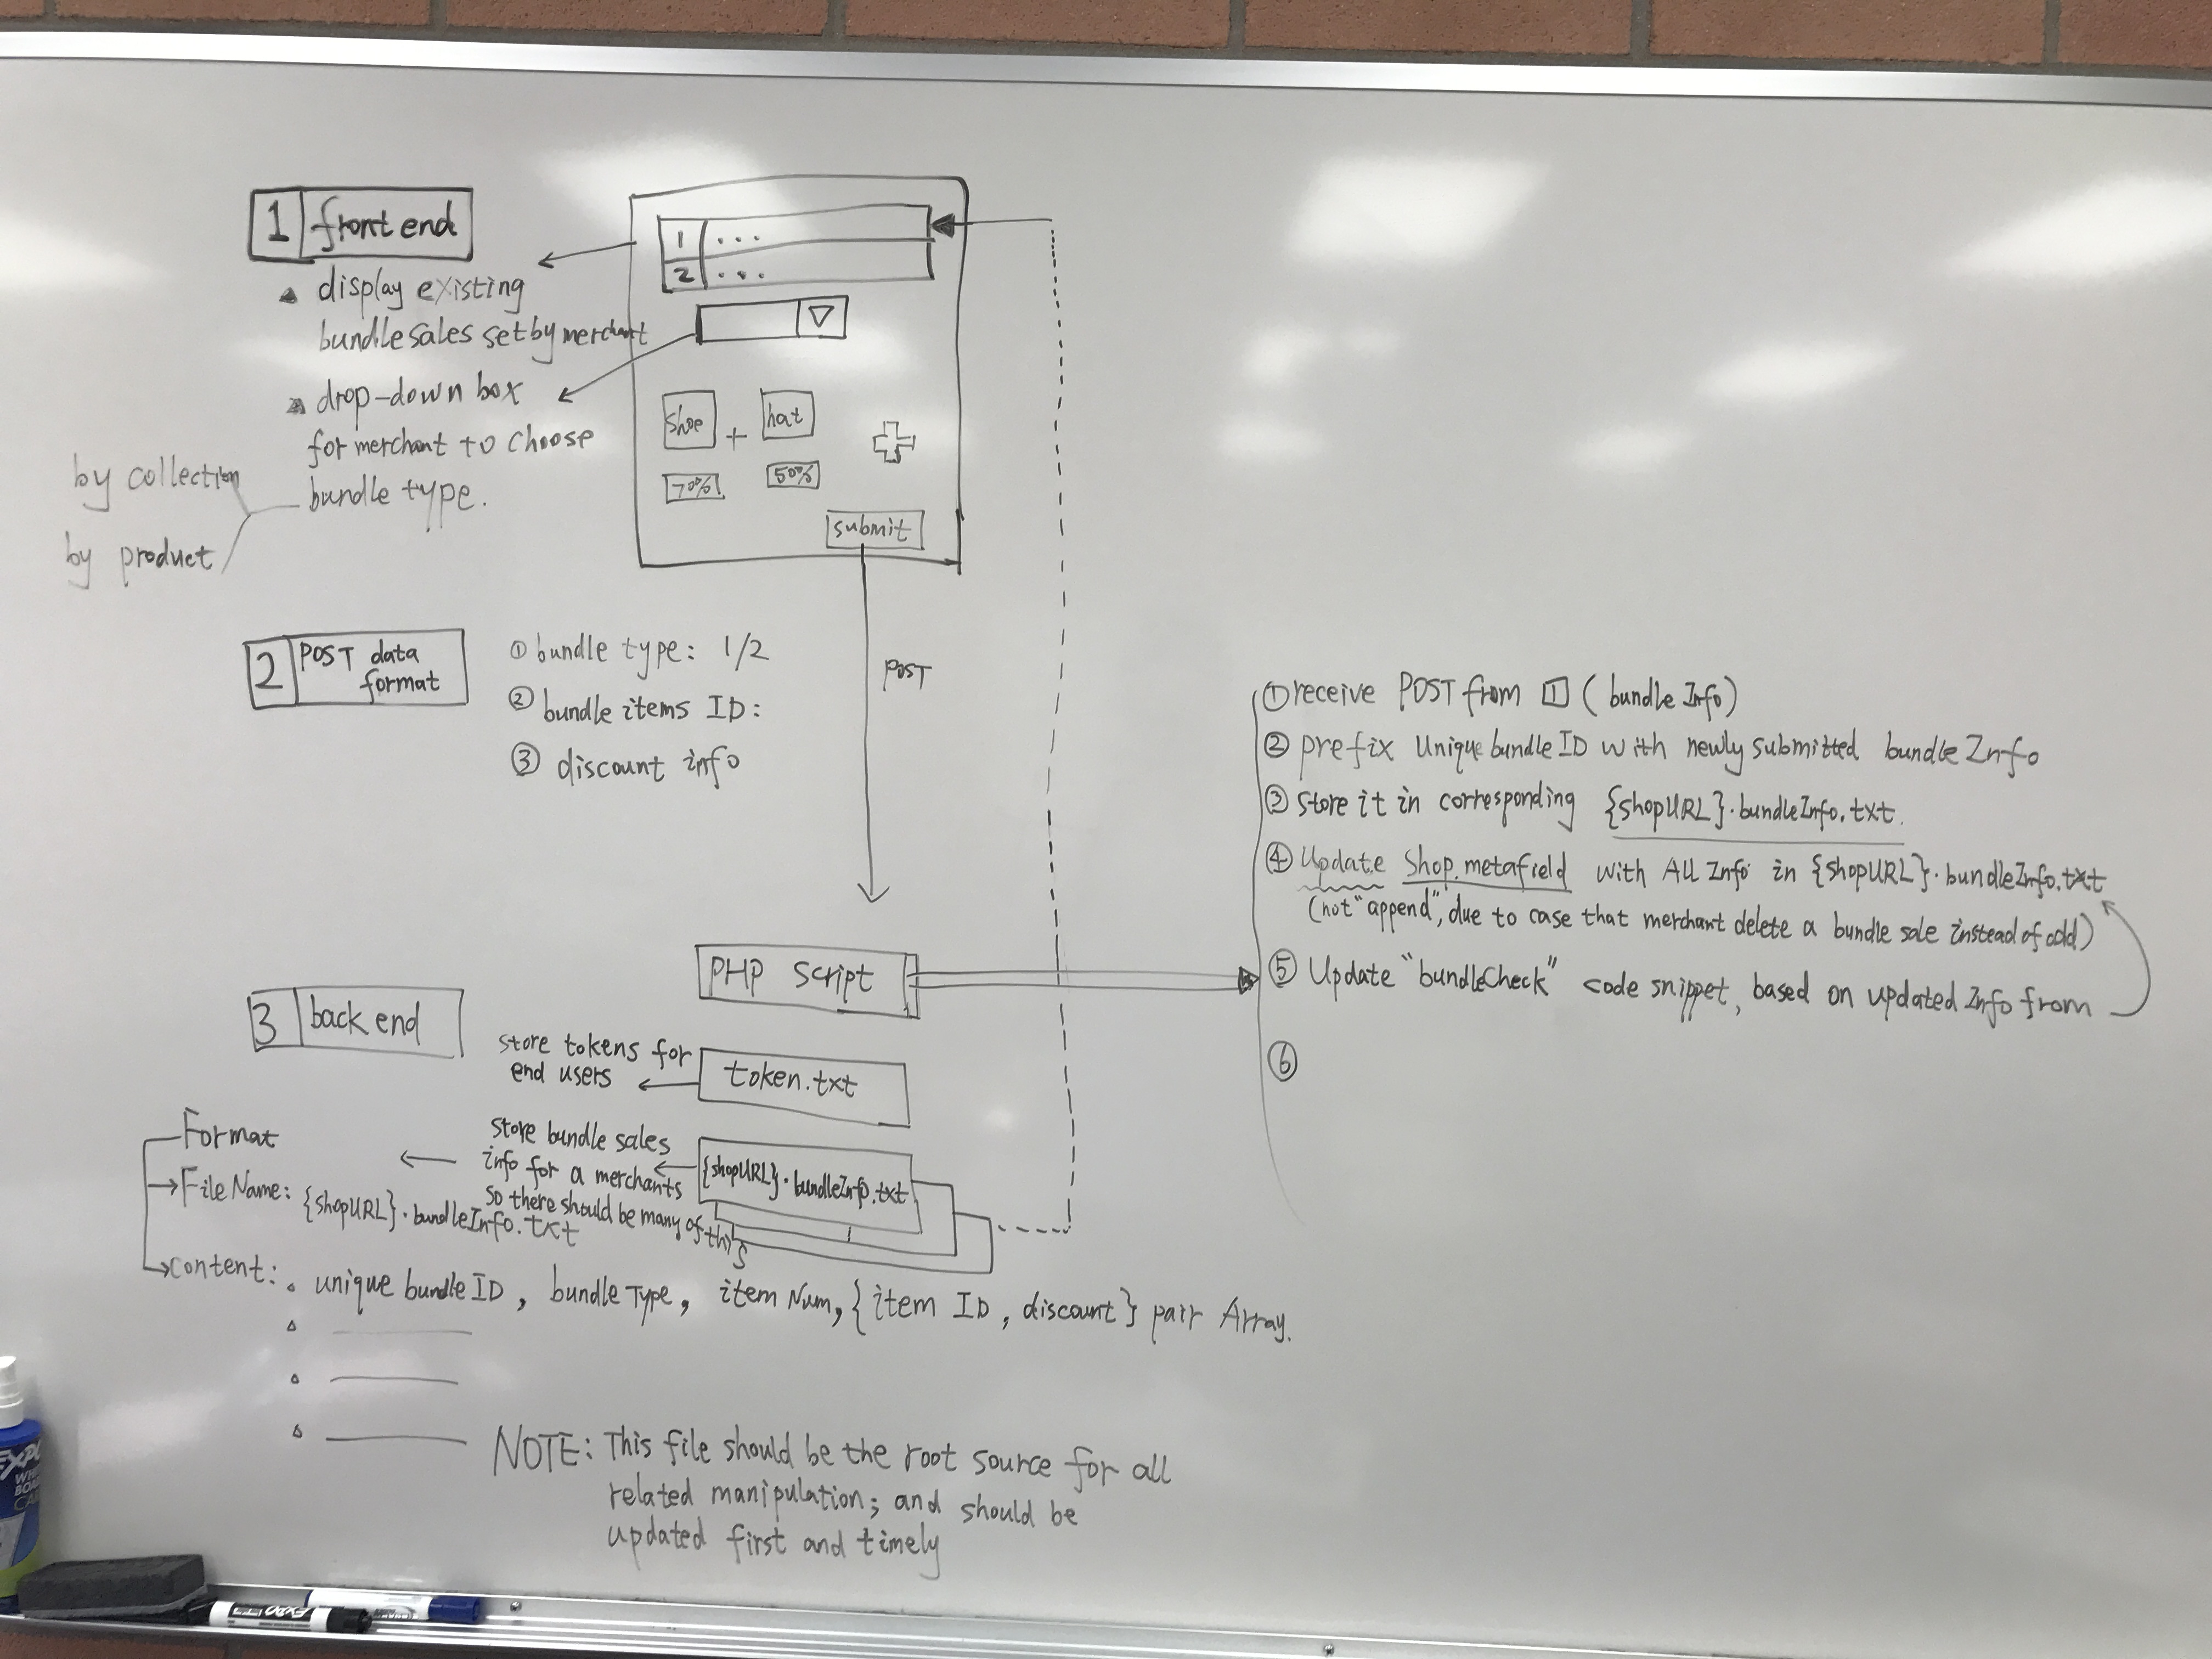 1 front end
display existing
bundle sales set by merchant
drop-down box
for merchant to choose
bundle type.
by collection
by product
1 ...
2 ...
shoe + hat
70% 50%
submit
POST
2 POST data
format
① bundle type: 1/2
② bundle items ID:
③ discount info
PHP script
3 back end
store tokens for
end users
token.txt
store bundle sales
info for a merchants
so there should be many of this
{shopURL}.bundleInfo.txt
Format
File Name: {shopURL}.bundleInfo.txt
content: unique bundle ID, bundle Type, item Num, {item ID, discount} pair Array.
NOTE: This file should be the root source for all
related manipulation; and should be
updated first and timely
① receive POST from 1 (bundle Info)
② prefix Unique bundle ID with newly submitted bundle Info
③ store it in corresponding {shopURL}.bundleInfo.txt.
④ Update Shop.metafield with All Info in {shopURL}.bundleInfo.txt
(not "append", due to case that merchant delete a bundle sale instead of add)
⑤ Update "bundleCheck" code snippet, based on updated Info from
⑥
EXPO